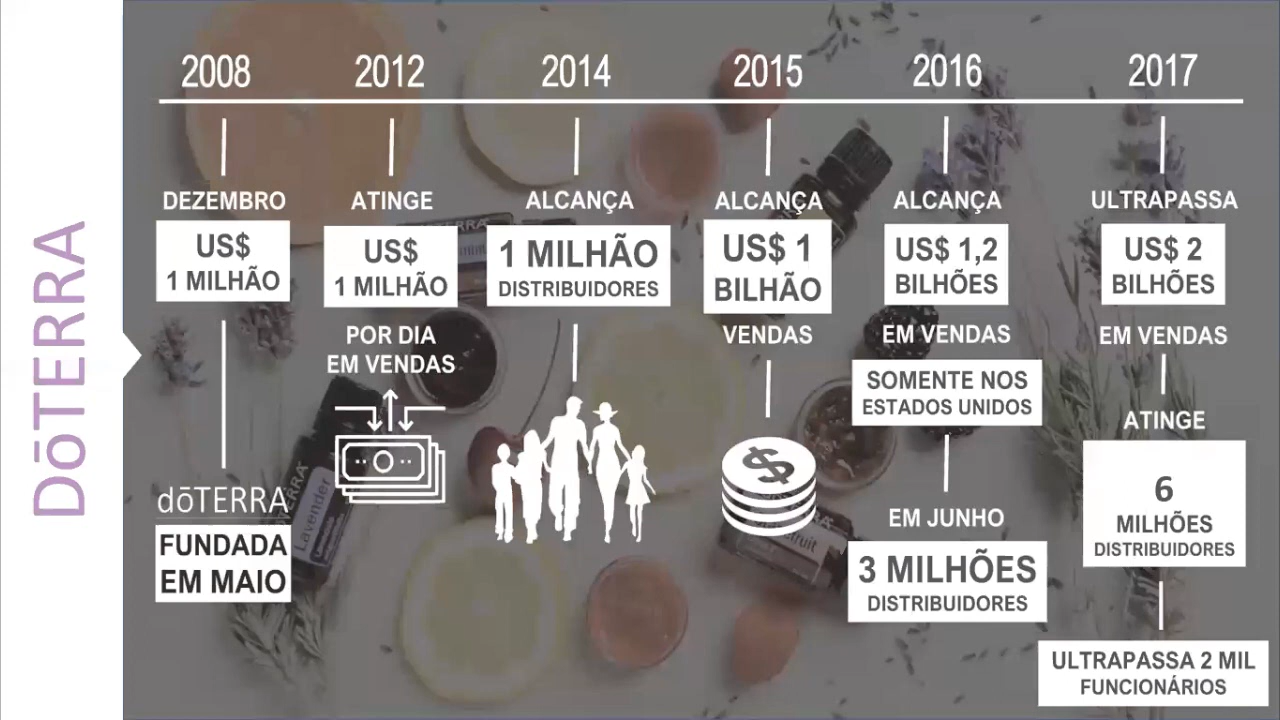 DōTERRA
2008
DEZEMBRO
US$
1 MILHÃO
dōTERRA
FUNDADA
EM MAIO
2012
ATINGE
US$
1 MILHÃO
POR DIA
EM VENDAS
2014
ALCANÇA
1 MILHÃO
DISTRIBUIDORES
2015
ALCANÇA
US$ 1
BILHÃO
VENDAS
$
2016
ALCANÇA
US$ 1,2
BILHÕES
EM VENDAS
SOMENTE NOS
ESTADOS UNIDOS
EM JUNHO
3 MILHÕES
DISTRIBUIDORES
2017
ULTRAPASSA
US$ 2
BILHÕES
EM VENDAS
ATINGE
6
MILHÕES
DISTRIBUIDORES
ULTRAPASSA 2 MIL
FUNCIONÁRIOS
Lavender